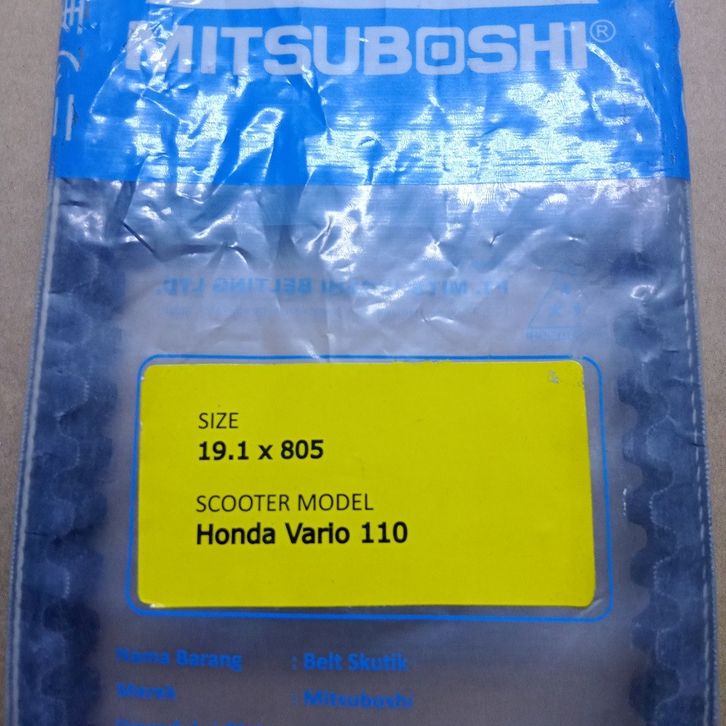 MITSUBOSHI®
SIZE
19.1 x 805
SCOOTER MODEL
Honda Vario 110
Nama Barang : Belt Skutik
Merek : Mitsuboshi